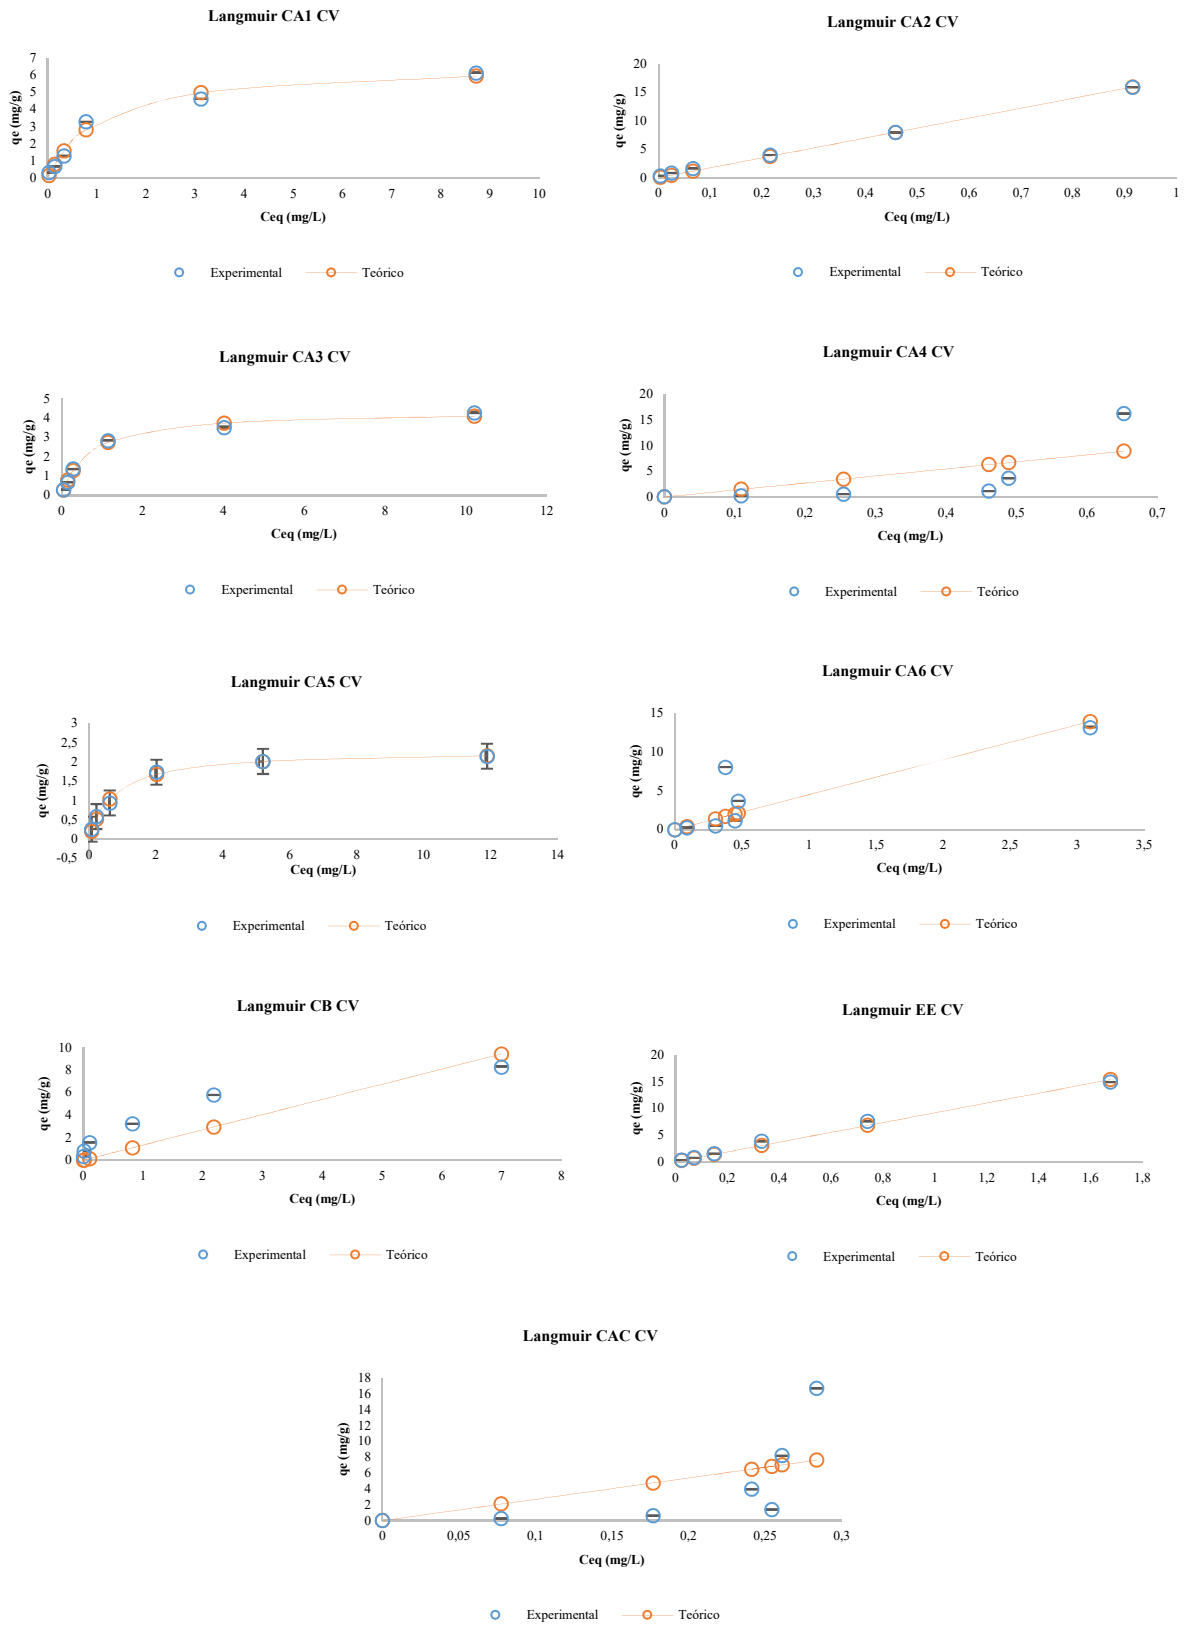 Langmuir CA1 CV
7
6
5
4
3
2
1
0
qe (mg/g)
0 1 2 3 4 5 6 7 8 9 10
Ceq (mg/L)
Experimental Teórico
Langmuir CA2 CV
20
15
10
5
0
qe (mg/g)
0 0,1 0,2 0,3 0,4 0,5 0,6 0,7 0,8 0,9 1
Ceq (mg/L)
Experimental Teórico
Langmuir CA3 CV
5
4
3
2
1
0
qe (mg/g)
0 2 4 6 8 10 12
Ceq (mg/L)
Experimental Teórico
Langmuir CA4 CV
20
15
10
5
0
qe (mg/g)
0 0,1 0,2 0,3 0,4 0,5 0,6 0,7
Ceq (mg/L)
Experimental Teórico
Langmuir CA5 CV
3
2,5
2
1,5
1
0,5
0
-0,5
qe (mg/g)
0 2 4 6 8 10 12 14
Ceq (mg/L)
Experimental Teórico
Langmuir CA6 CV
15
10
5
0
qe (mg/g)
0 0,5 1 1,5 2 2,5 3 3,5
Ceq (mg/L)
Experimental Teórico
Langmuir CB CV
10
8
6
4
2
0
qe (mg/g)
0 1 2 3 4 5 6 7 8
Ceq (mg/L)
Experimental Teórico
Langmuir EE CV
20
15
10
5
0
qe (mg/g)
0 0,2 0,4 0,6 0,8 1 1,2 1,4 1,6 1,8
Ceq (mg/L)
Experimental Teórico
Langmuir CAC CV
18
16
14
12
10
8
6
4
2
0
qe (mg/g)
0 0,05 0,1 0,15 0,2 0,25 0,3
Ceq (mg/L)
Experimental Teórico